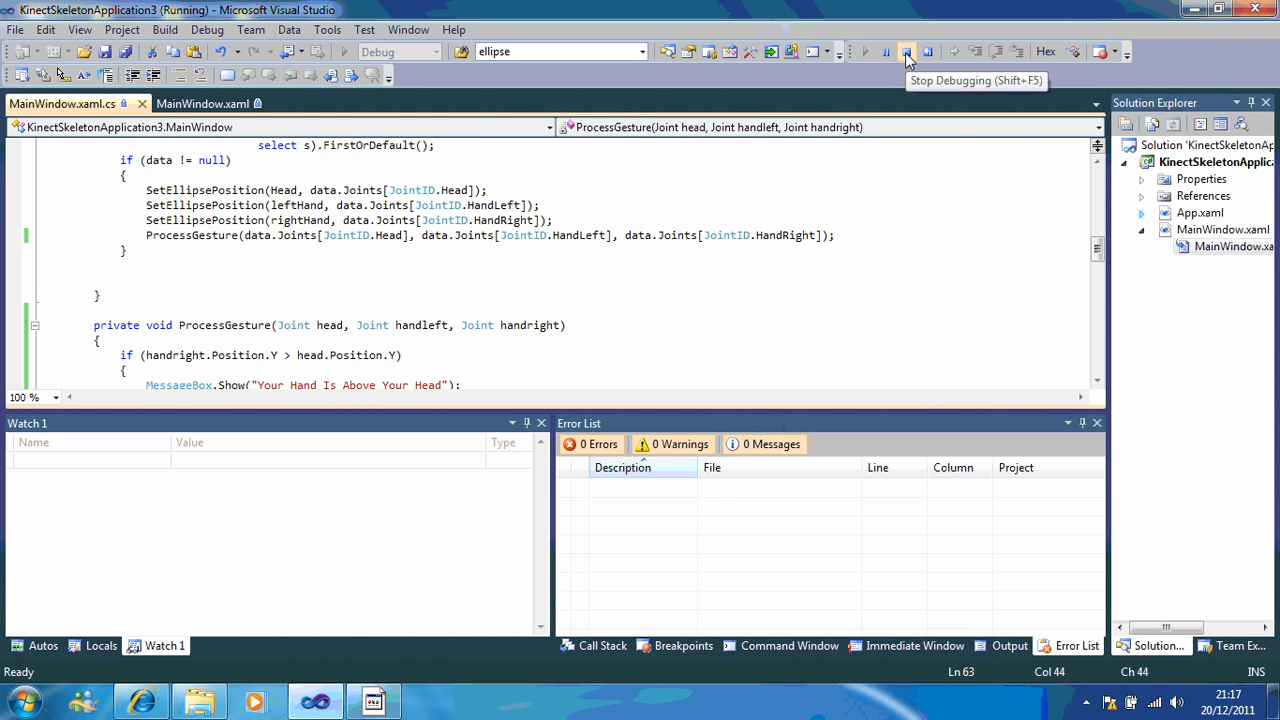 KinectSkeletonApplication3 (Running) - Microsoft Visual Studio
File Edit View Project Build Debug Team Data Tools Test Window Help
Debug ellipse Hex
Stop Debugging (Shift+F5)
MainWindow.xaml.cs MainWindow.xaml
KinectSkeletonApplication3.MainWindow ProcessGesture(Joint head, Joint handleft, Joint handright)
select s).FirstOrDefault();
if (data != null)
{
SetEllipsePosition(Head, data.Joints[JointID.Head]);
SetEllipsePosition(leftHand, data.Joints[JointID.HandLeft]);
SetEllipsePosition(rightHand, data.Joints[JointID.HandRight]);
ProcessGesture(data.Joints[JointID.Head], data.Joints[JointID.HandLeft], data.Joints[JointID.HandRight]);
}
}
private void ProcessGesture(Joint head, Joint handleft, Joint handright)
{
if (handright.Position.Y > head.Position.Y)
{
MessageBox.Show("Your Hand Is Above Your Head");
100 %
Solution Explorer
Solution 'KinectSkeletonApp
KinectSkeletonApplica
Properties
References
App.xaml
MainWindow.xaml
MainWindow.xa
Watch 1
Name Value Type
Error List
0 Errors 0 Warnings 0 Messages
Description File Line Column Project
Autos Locals Watch 1
Call Stack Breakpoints Command Window Immediate Window Output Error List
Solution... Team Ex...
Ready Ln 63 Col 44 Ch 44 INS
21:17
20/12/2011